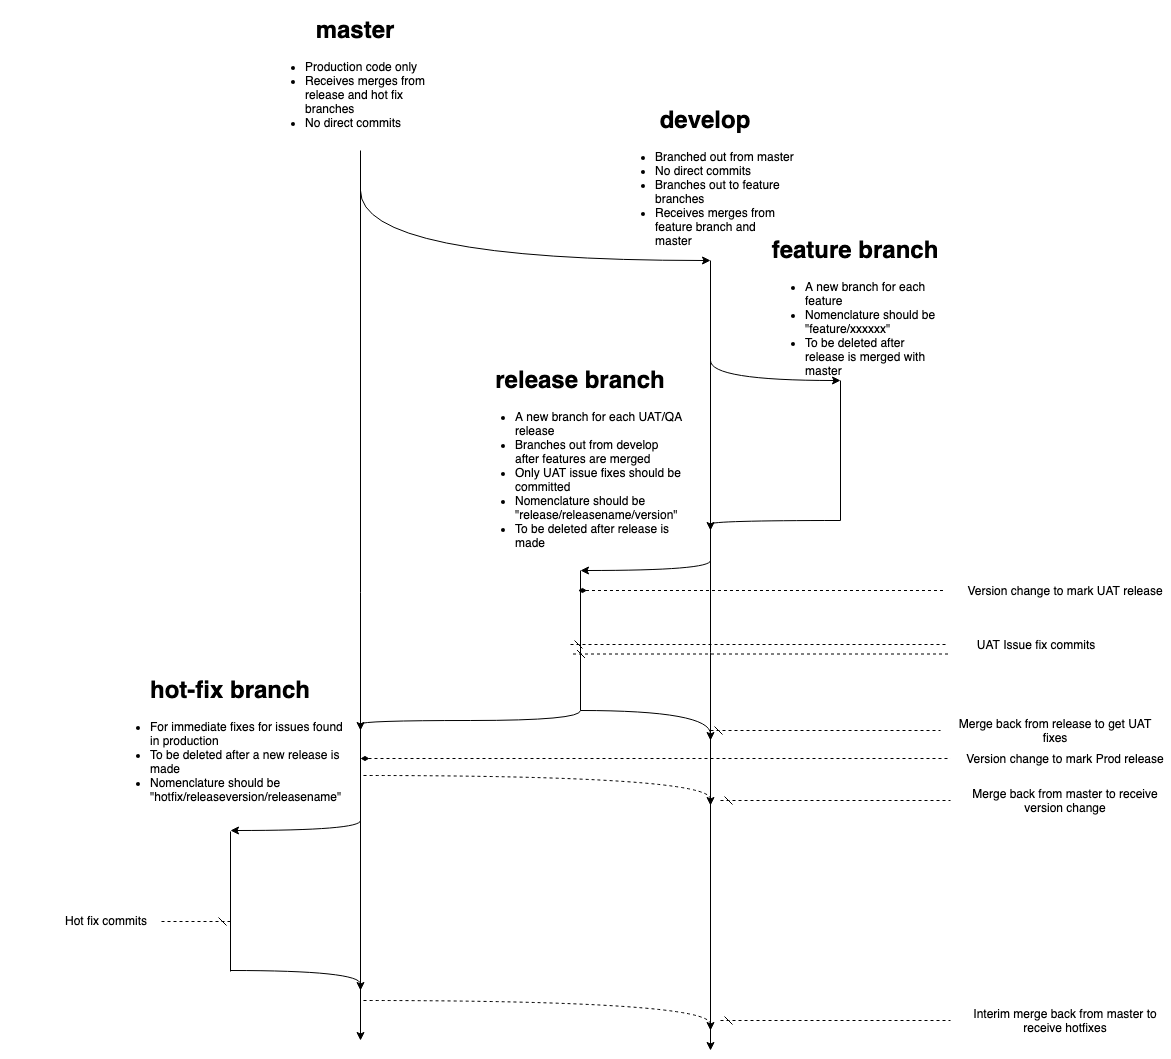 master
• Production code only
• Receives merges from
release and hot fix
branches
• No direct commits
develop
• Branched out from master
• No direct commits
• Branches out to feature
branches
• Receives merges from
feature branch and
master
feature branch
• A new branch for each
feature
• Nomenclature should be
"feature/xxxxxx"
• To be deleted after
release is merged with
master
release branch
• A new branch for each UAT/QA
release
• Branches out from develop
after features are merged
• Only UAT issue fixes should be
committed
• Nomenclature should be
"release/releasename/version"
• To be deleted after release is
made
Version change to mark UAT release
UAT Issue fix commits
hot-fix branch
• For immediate fixes for issues found
in production
• To be deleted after a new release is
made
• Nomenclature should be
"hotfix/releaseversion/releasename"
Merge back from release to get UAT
fixes
Version change to mark Prod release
Merge back from master to receive
version change
Hot fix commits
Interim merge back from master to
receive hotfixes